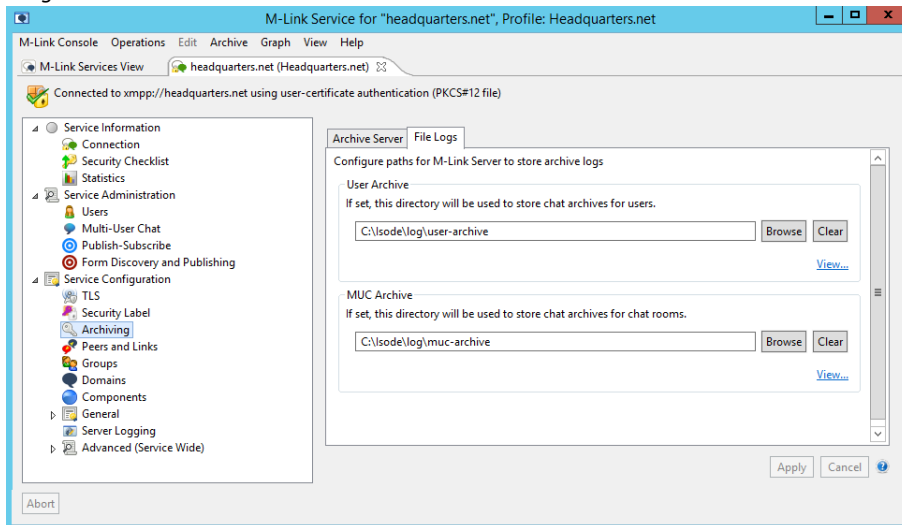 M-Link Service for "headquarters.net", Profile: Headquarters.net
M-Link Console Operations Edit Archive Graph View Help
M-Link Services View headquarters.net (Headquarters.net)
Connected to xmpp://headquarters.net using user-certificate authentication (PKCS#12 file)
Service Information
Connection
Security Checklist
Statistics
Service Administration
Users
Multi-User Chat
Publish-Subscribe
Form Discovery and Publishing
Service Configuration
TLS
Security Label
Archiving
Peers and Links
Groups
Domains
Components
General
Server Logging
Advanced (Service Wide)
Archive Server File Logs
Configure paths for M-Link Server to store archive logs
User Archive
If set, this directory will be used to store chat archives for users.
C:\Isode\log\user-archive Browse Clear
View...
MUC Archive
If set, this directory will be used to store chat archives for chat rooms.
C:\Isode\log\muc-archive Browse Clear
View...
Apply Cancel
Abort